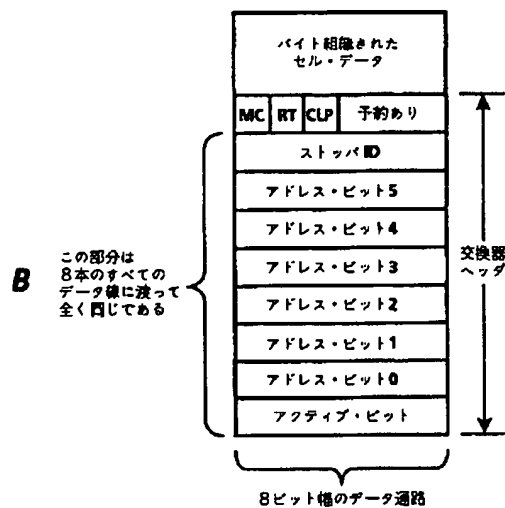 バイト組織された
セル・データ
MC RT CLP 予約あり
ストッパID
アドレス・ビット5
アドレス・ビット4
アドレス・ビット3
アドレス・ビット2
アドレス・ビット1
アドレス・ビット0
アクティブ・ビット
交換器
ヘッダ
B
この部分は
8本のすべての
データ線に渡って
全く同じである
8ビット幅のデータ通路